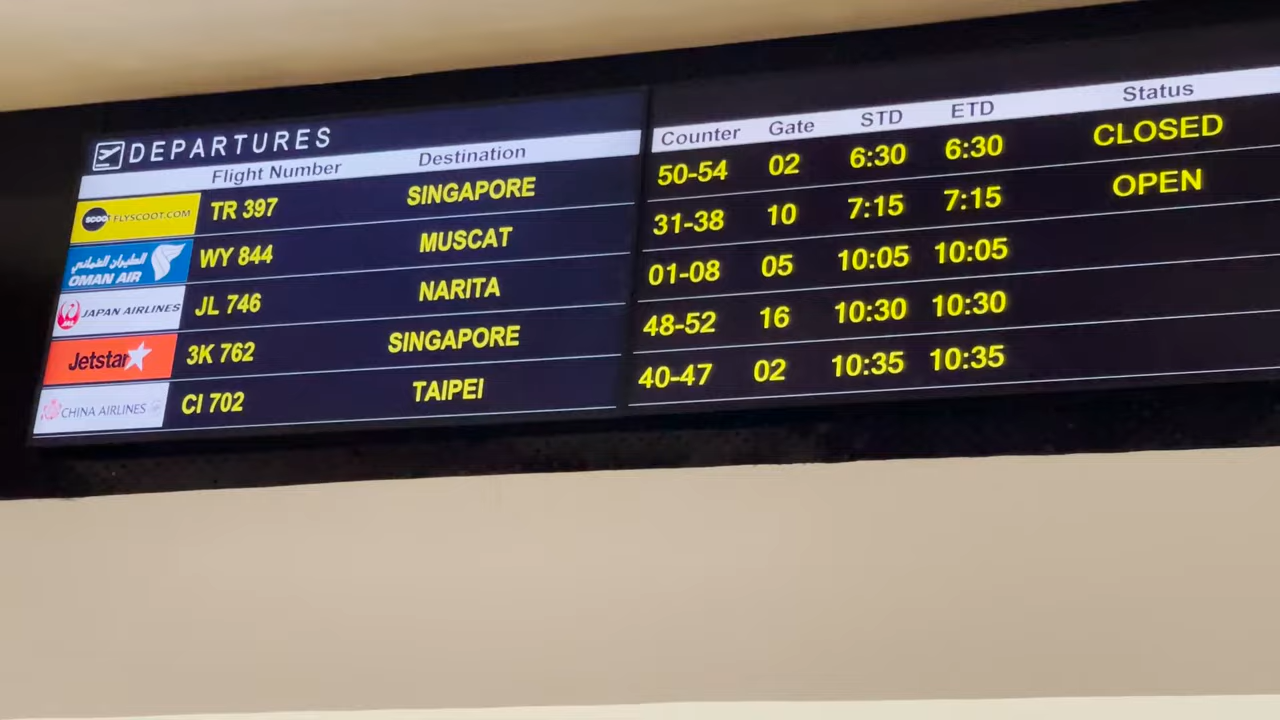 DEPARTURES
Flight Number Destination Counter Gate STD ETD Status
SCOOT FLYSCOOT.COM TR 397 SINGAPORE 50-54 02 6:30 6:30 CLOSED
الطيران العماني OMAN AIR WY 844 MUSCAT 31-38 10 7:15 7:15 OPEN
JAL JAPAN AIRLINES JL 746 NARITA 01-08 05 10:05 10:05
Jetstar 3K 762 SINGAPORE 48-52 16 10:30 10:30
CHINA AIRLINES CI 702 TAIPEI 40-47 02 10:35 10:35